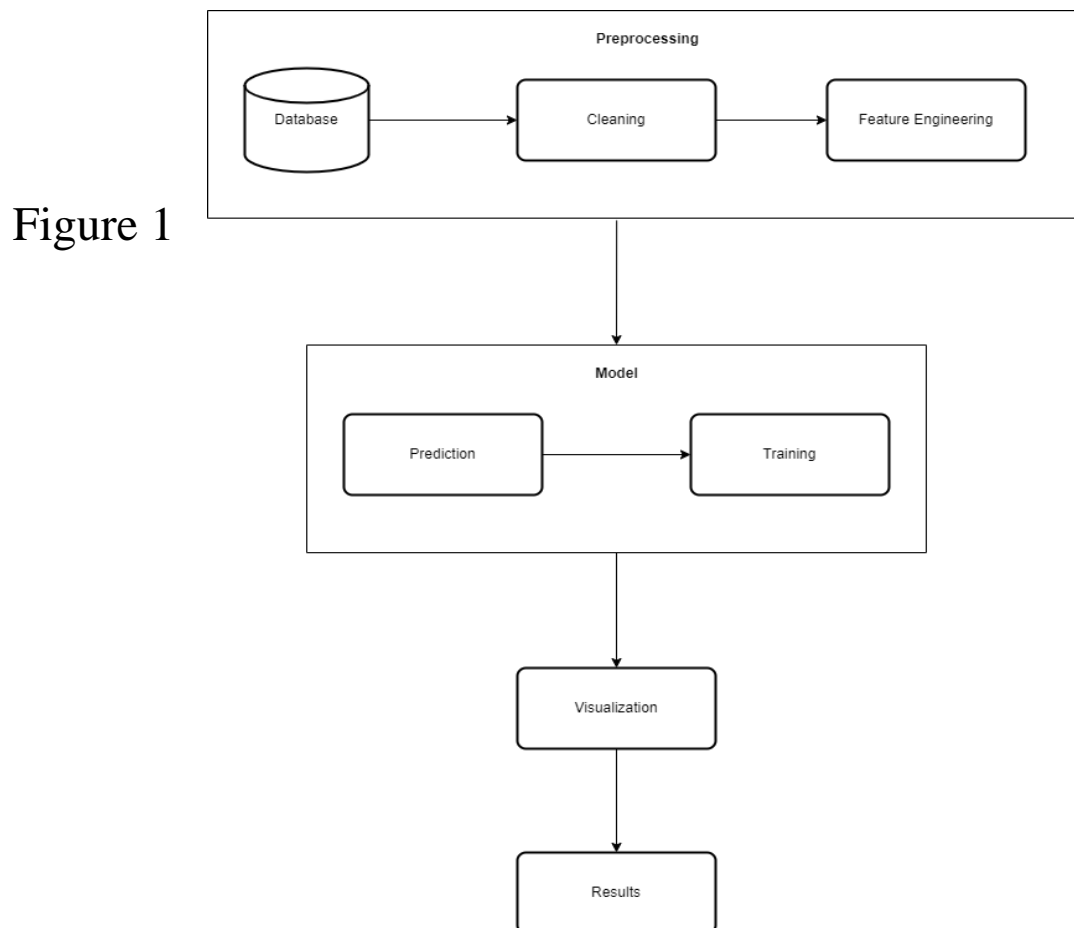 Preprocessing
Database
Cleaning
Feature Engineering
Figure 1
Model
Prediction
Training
Visualization
Results